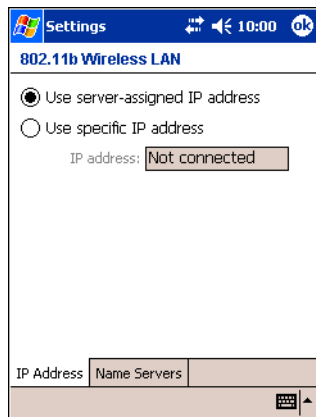 Settings 10:00 ok
802.11b Wireless LAN
Use server-assigned IP address
Use specific IP address
IP address: Not connected
IP Address Name Servers